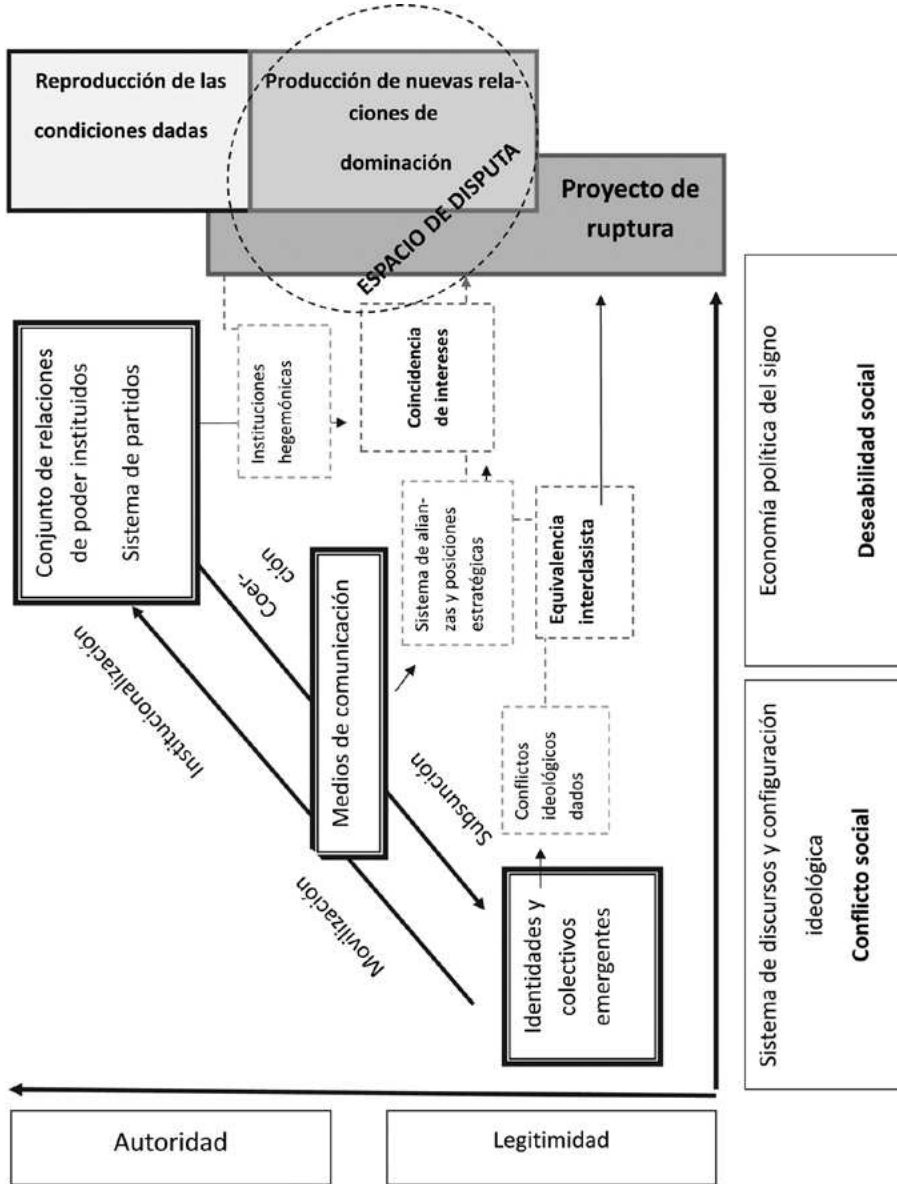 Reproducción de las
condiciones dadas
Producción de nuevas rela-
ciones de
dominación
ESPACIO DE DISPUTA
Proyecto de
ruptura
Conjunto de relaciones
de poder instituidos
Sistema de partidos
Instituciones
hegemónicas
Coincidencia
de intereses
Institucionalización
Coer-
ción
Medios de comunicación
Sistema de alian-
zas y posiciones
estratégicas
Equivalencia
interclasista
Movilización
Subsunción
Conflictos
ideológicos
dados
Identidades y
colectivos
emergentes
Autoridad
Legitimidad
Sistema de discursos y configuración
ideológica
Conflicto social
Economía política del signo
Deseabilidad social